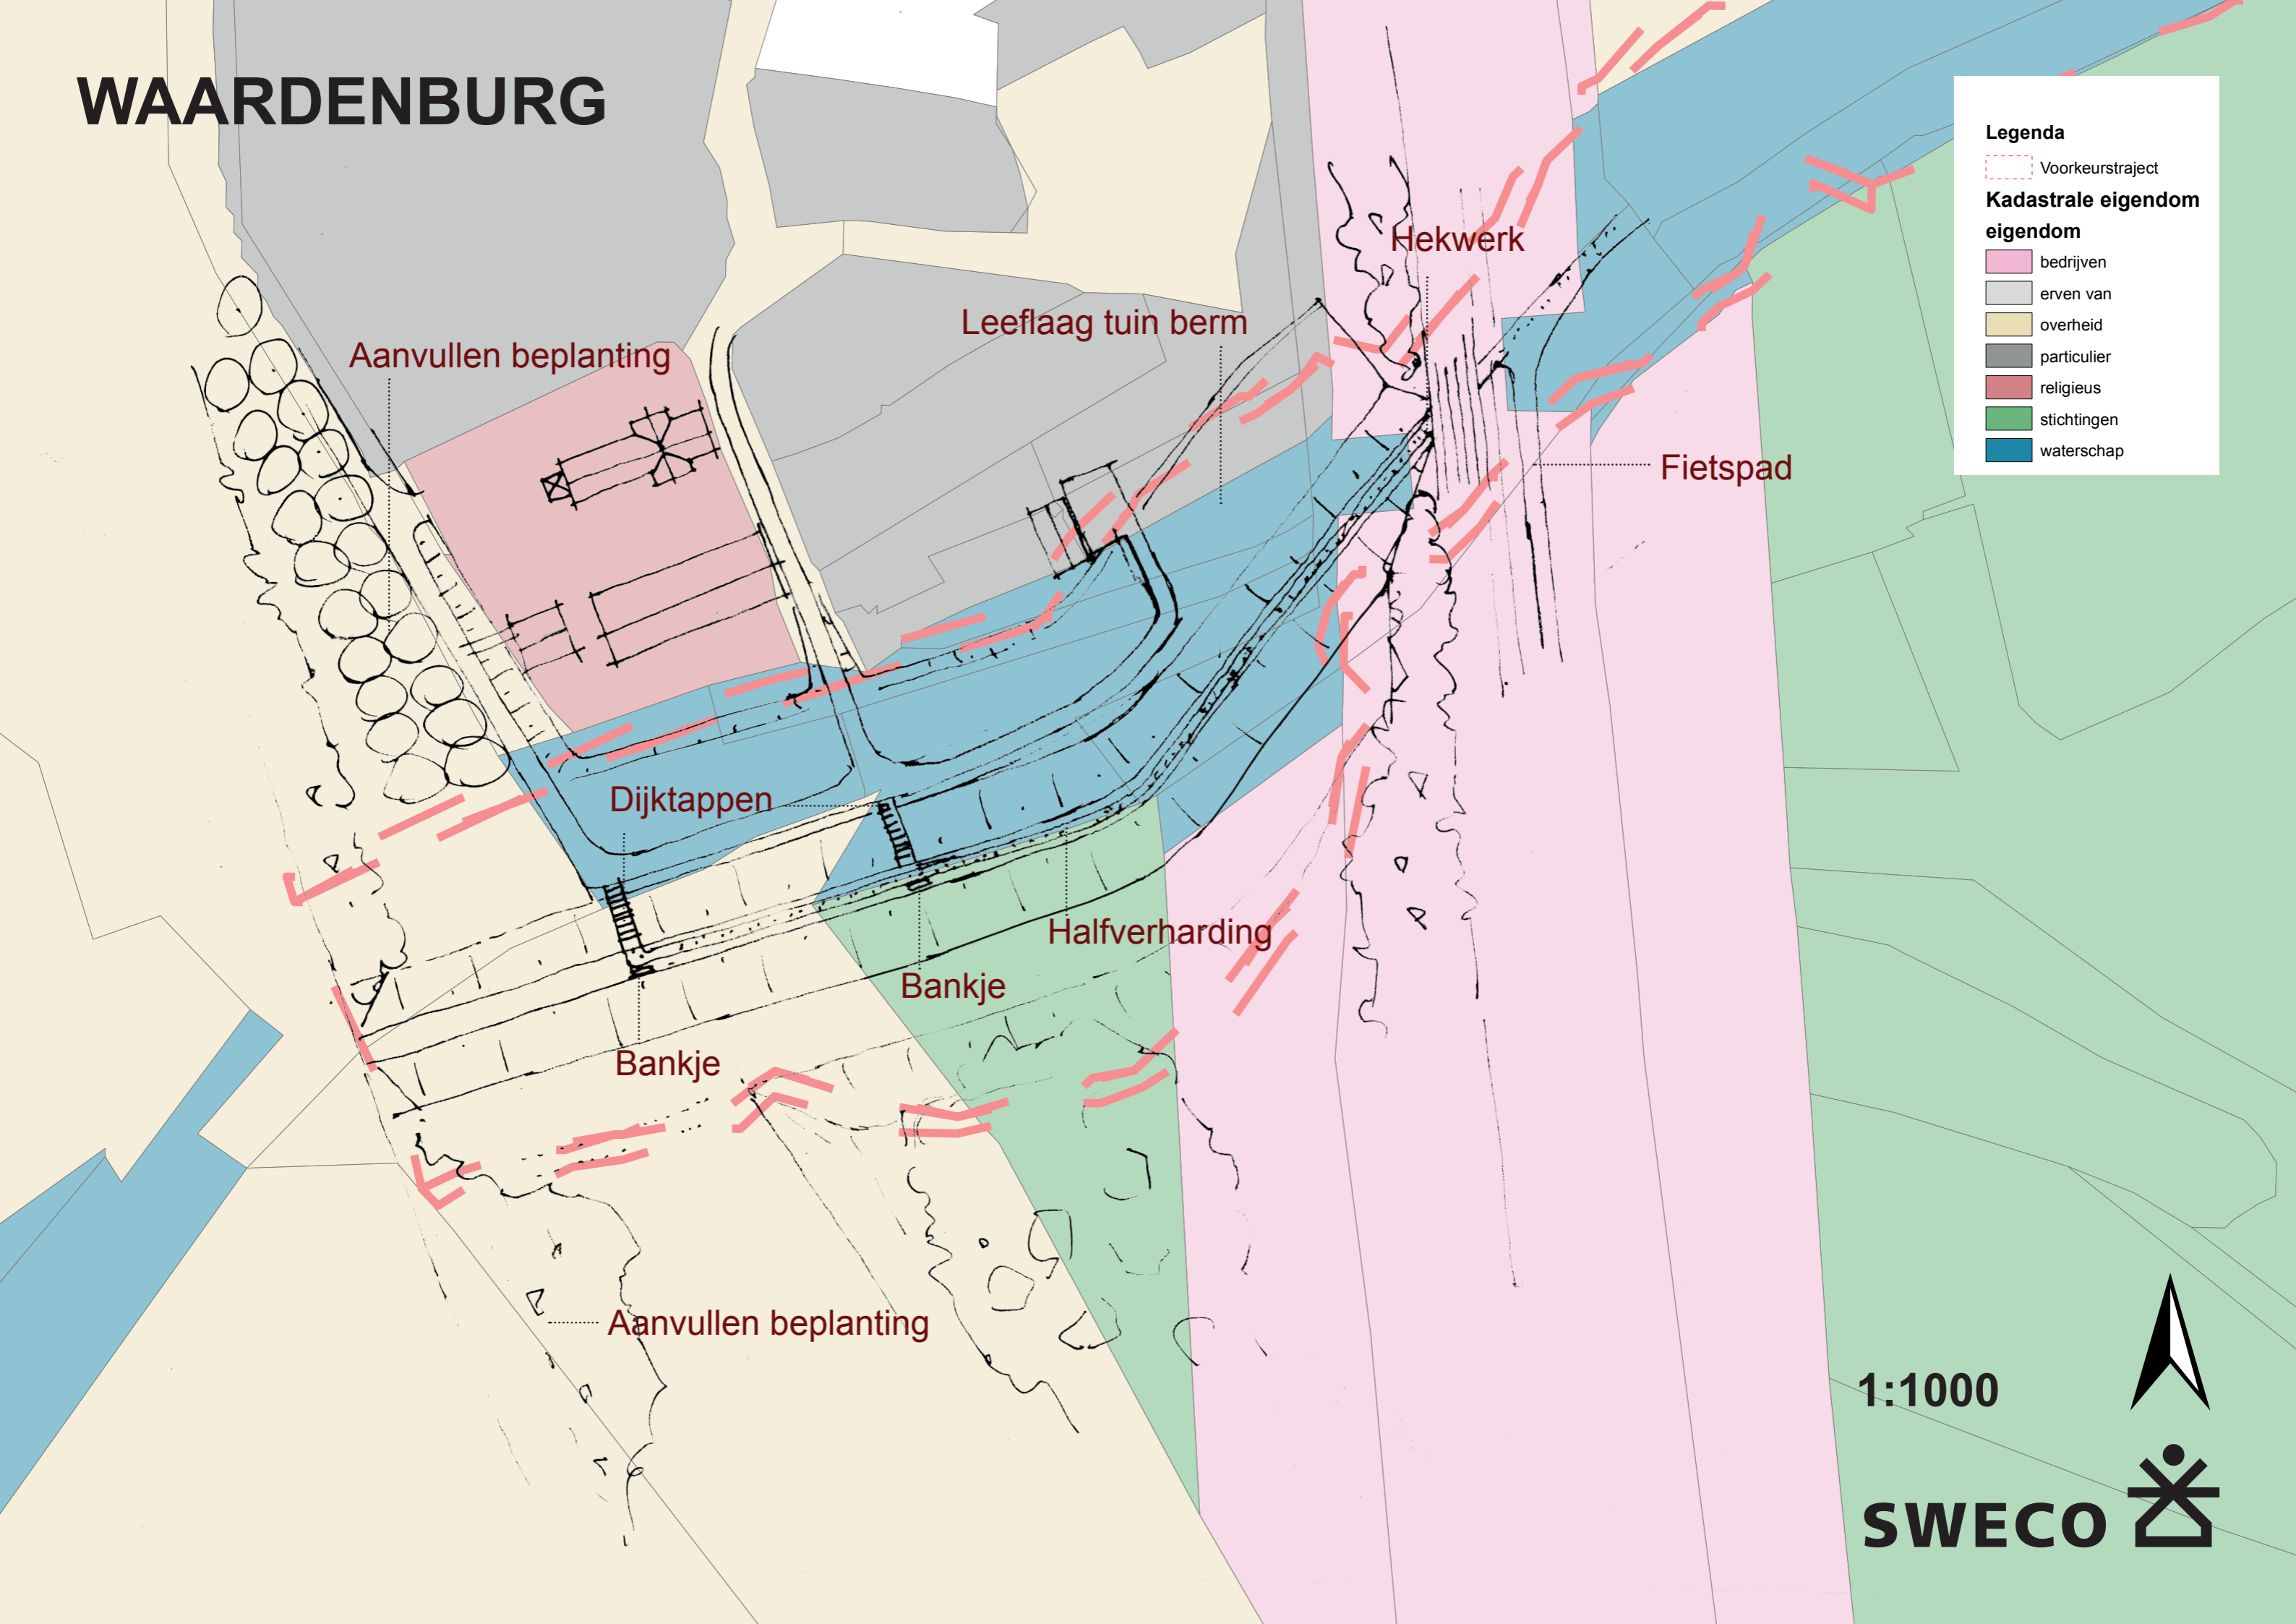 WAARDENBURG
Legenda
Voorkeurstraject
Kadastrale eigendom
eigendom
bedrijven
erven van
overheid
particulier
religieus
stichtingen
waterschap
Hekwerk
Leeflaag tuin berm
Aanvullen beplanting
Fietspad
Dijktappen
Halfverharding
Bankje
Bankje
Aanvullen beplanting
1:1000
SWECO